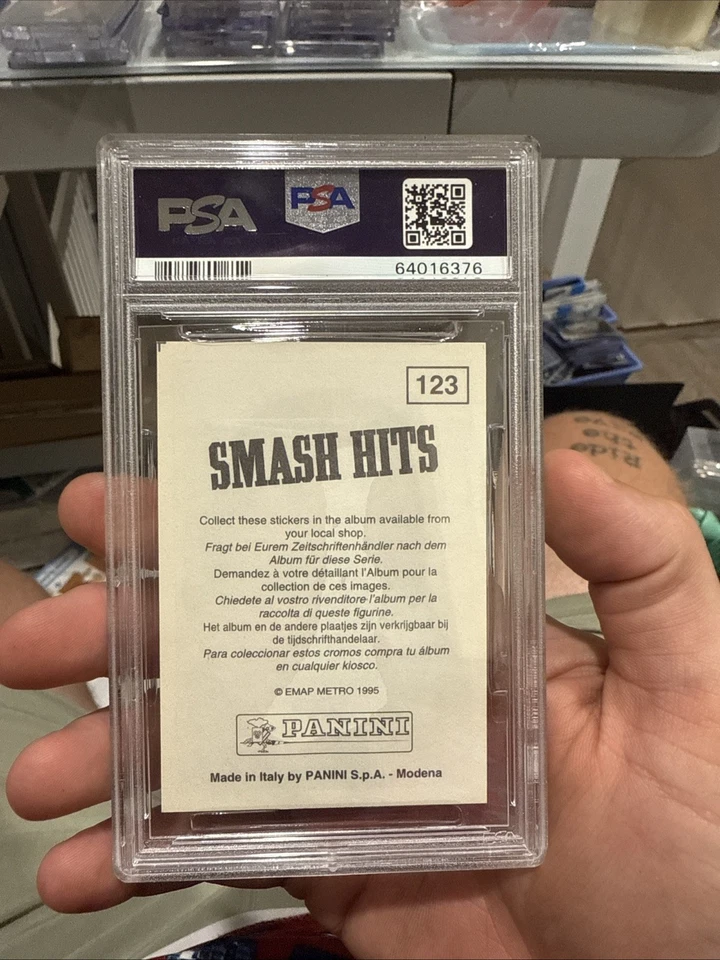 PSA
PSA
64016376
123
SMASH HITS
Collect these stickers in the album available from
your local shop.
Fragt bei Eurem Zeitschriftenhändler nach dem
Album für diese Serie.
Demandez à votre détaillant l'Album pour la
collection de ces images.
Chiedete al vostro rivenditore l'album per la
raccolta di queste figurine.
Het album en de andere plaatjes zijn verkrijgbaar bij
de tijdschrifthandelaar.
Para coleccionar estos cromos compra tu álbum
en cualquier kiosco.
© EMAP METRO 1995
PANINI
Made in Italy by PANINI S.p.A. - Modena
Ride
the